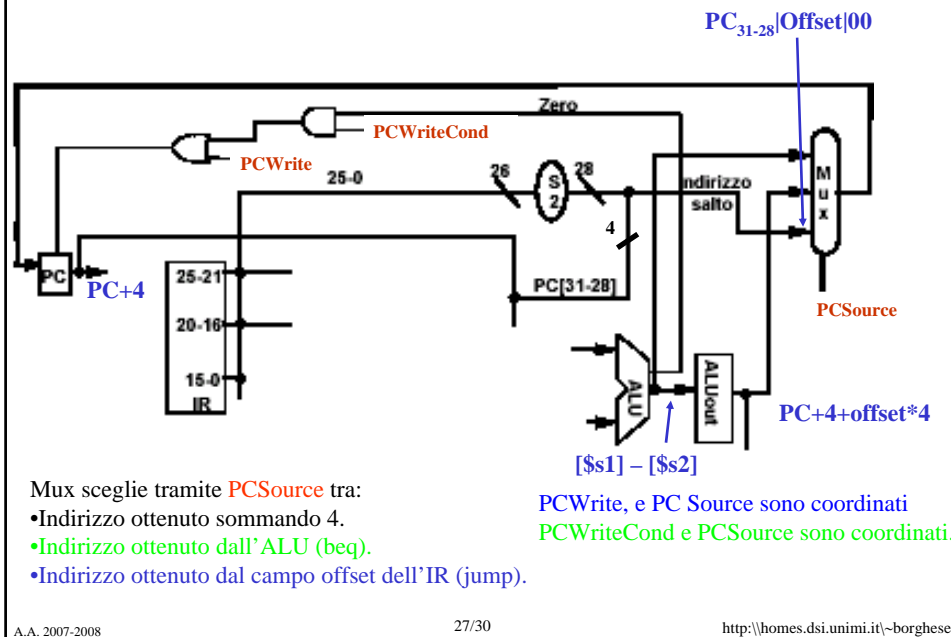 PC31-28|Offset|00
Zero
PCWriteCond
PCWrite
25-0
26
S
2
28
ndirizzo
salto
M
u
x
4
PC
PC+4
25-21
20-16
15-0
IR
PC[31-28]
PCSource
ALU
ALUout
PC+4+offset*4
[$s1] – [$s2]
Mux sceglie tramite PCSource tra:
•Indirizzo ottenuto sommando 4.
•Indirizzo ottenuto dall'ALU (beq).
•Indirizzo ottenuto dal campo offset dell'IR (jump).
PCWrite, e PC Source sono coordinati
PCWriteCond e PCSource sono coordinati.
A.A. 2007-2008
27/30
http:\\homes.dsi.unimi.it\~borghese